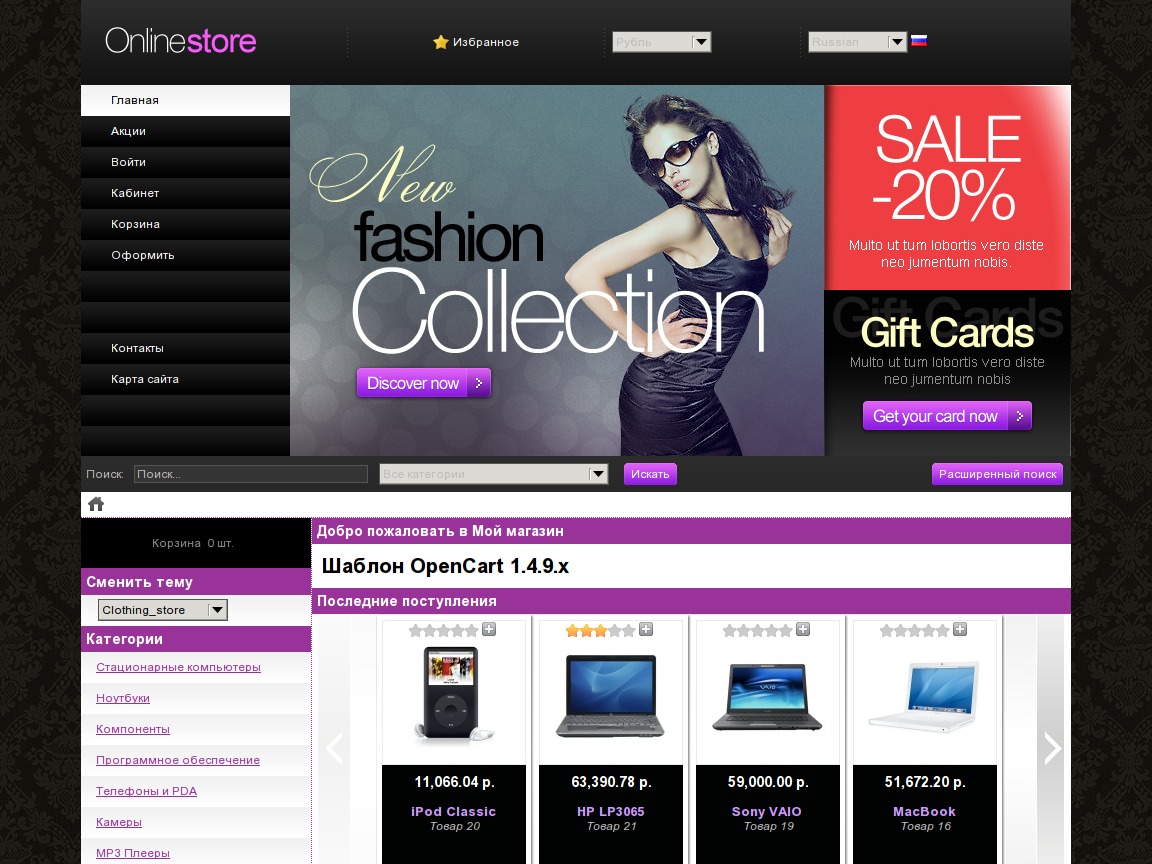 Onlinestore
Избранное
Рубль
Russian
Главная
Акции
Войти
Кабинет
Корзина
Оформить
Контакты
Карта сайта
New
fashion
Collection
Discover now
SALE
-20%
Multo ut tum lobortis vero diste
neo jumentum nobis.
Gift Cards
Gift Cards
Multo ut tum lobortis vero diste
neo jumentum nobis
Get your card now
Поиск:
Поиск...
Все категории
Искать
Расширенный поиск
Корзина 0 шт.
Сменить тему
Clothing_store
Категории
Стационарные компьютеры
Ноутбуки
Компоненты
Программное обеспечение
Телефоны и PDA
Камеры
MP3 Плееры
Добро пожаловать в Мой магазин
Шаблон OpenCart 1.4.9.x
Последние поступления
VAIO
11,066.04 р.
iPod Classic
Товар 20
63,390.78 р.
HP LP3065
Товар 21
59,000.00 р.
Sony VAIO
Товар 19
51,672.20 р.
MacBook
Товар 16